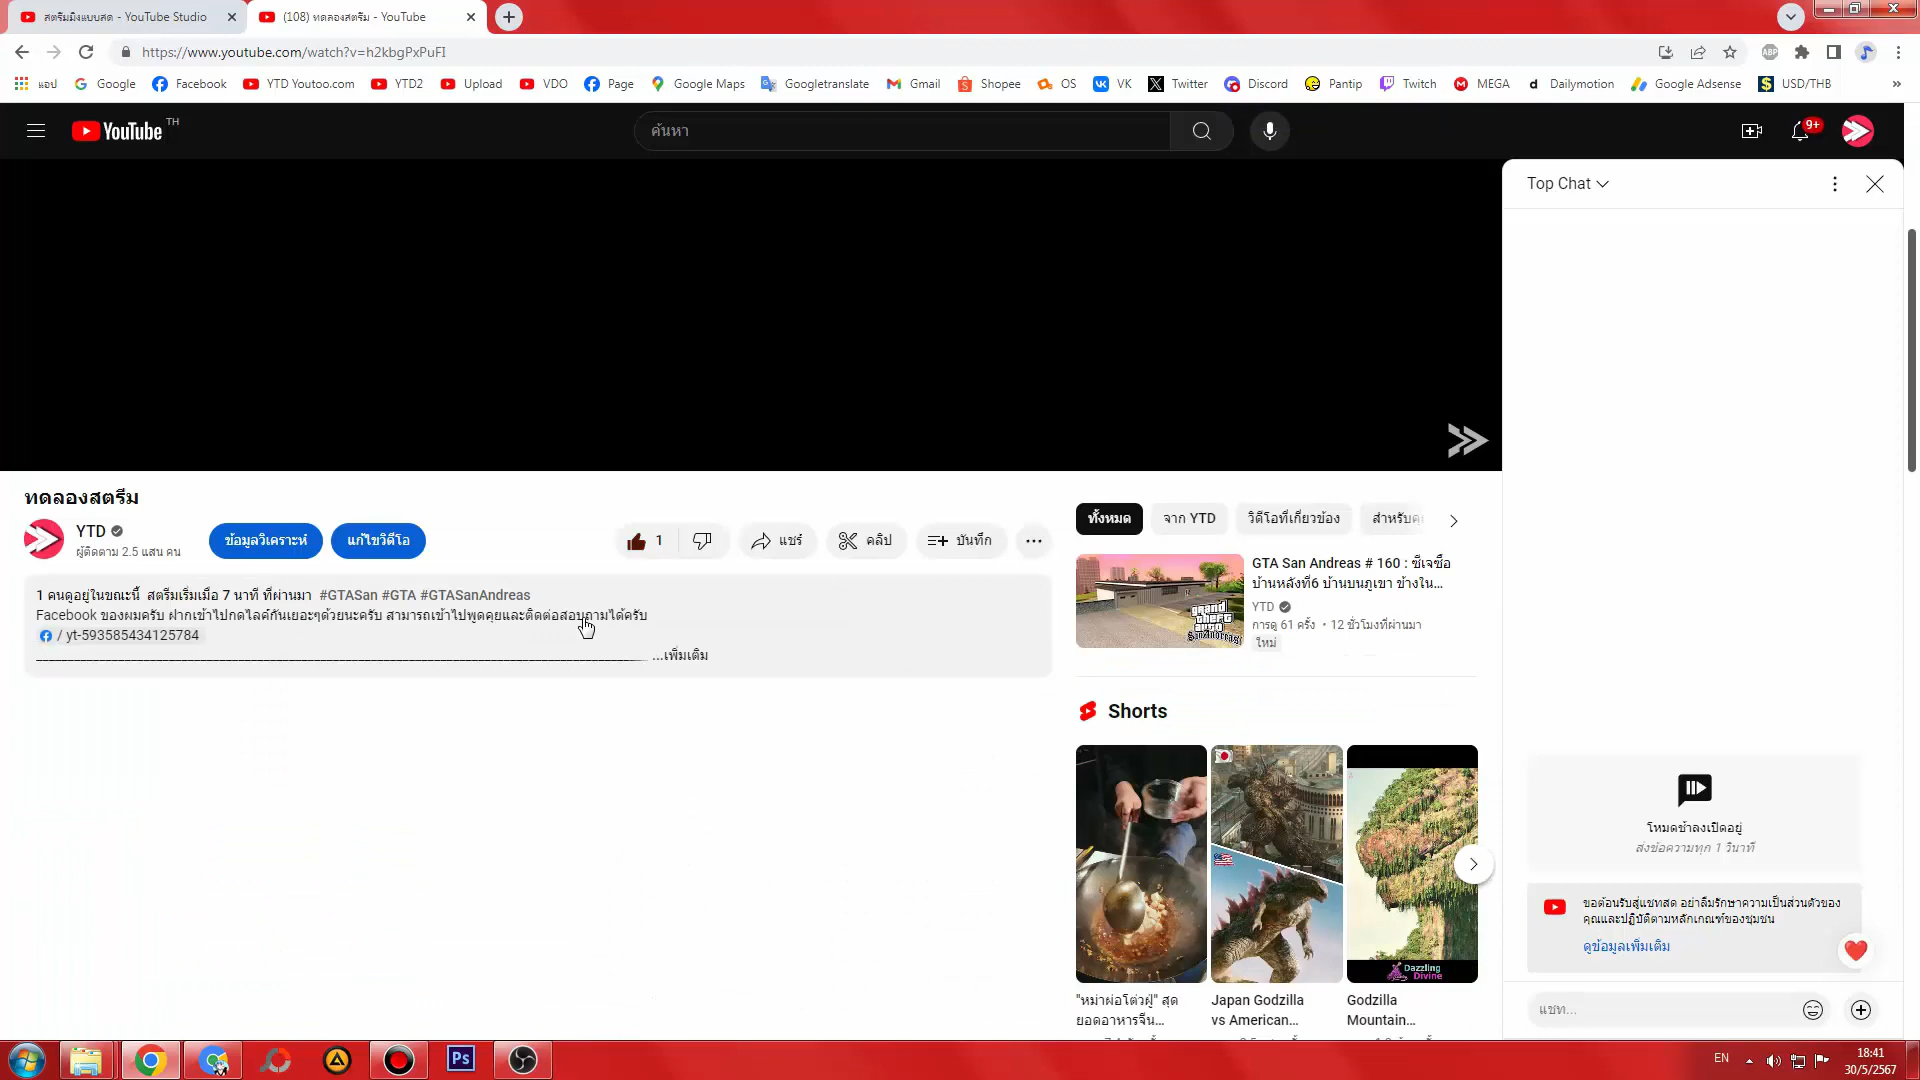 สตรีมมิงแบบสด - YouTube Studio
(108) ทดลองสตรีม - YouTube
https://www.youtube.com/watch?v=h2kbgPxPuFI
ABP
แอป Google Facebook YTD Youtoo.com YTD2 Upload VDO Page Google Maps Googletranslate Gmail Shopee OS VK Twitter Discord Pantip Twitch MEGA Dailymotion Google Adsense USD/THB »
YouTube TH
ค้นหา
9+
Top Chat
ทดลองสตรีม
YTD
ผู้ติดตาม 2.5 แสน คน
ข้อมูลวิเคราะห์ แก้ไขวิดีโอ
1 แชร์ คลิป บันทึก
1 คนดูอยู่ในขณะนี้ สตรีมเริ่มเมื่อ 7 นาที ที่ผ่านมา #GTASan #GTA #GTASanAndreas
Facebook ของผมครับ ฝากเข้าไปกดไลค์กันเยอะๆด้วยนะครับ สามารถเข้าไปพูดคุยและติดต่อสอบถามได้ครับ
/ yt-593585434125784
...เพิ่มเติม
ทั้งหมด จาก YTD วิดีโอที่เกี่ยวข้อง สำหรับคุ
grand theft auto SanAndreas
GTA San Andreas # 160 : ซีเจซื้อ
บ้านหลังที่6 บ้านบนภูเขา ข้างใน...
YTD
การดู 61 ครั้ง • 12 ชั่วโมงที่ผ่านมา
ใหม่
Shorts
Dazzling
Divine
"หม่าผ่อโต่วฝู่" สุด
ยอดอาหารจีน...
Japan Godzilla
vs American...
Godzilla
Mountain...
โหมดช้าลงเปิดอยู่
ส่งข้อความทุก 1 วินาที
ขอต้อนรับสู่แชทสด อย่าลืมรักษาความเป็นส่วนตัวของ
คุณและปฏิบัติตามหลักเกณฑ์ของชุมชน
ดูข้อมูลเพิ่มเติม
แชท...
Ps
EN
18:41
30/5/2567